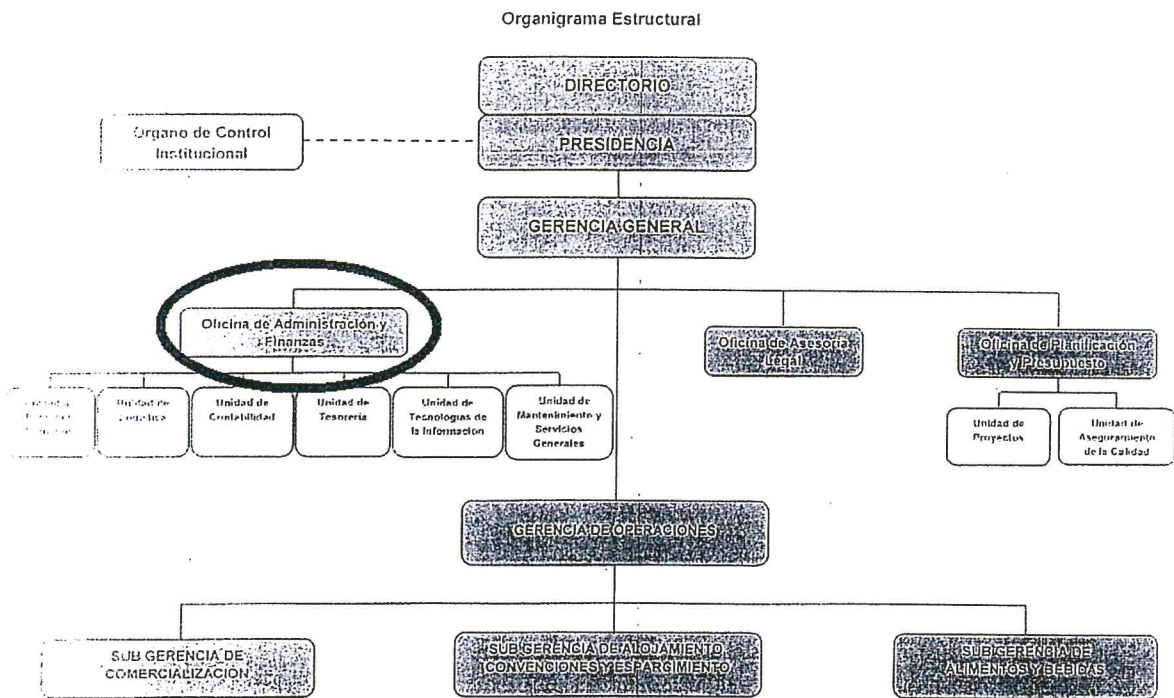 Organigrama Estructural
DIRECTORIO
Organo de Control
Institucional
PRESIDENCIA
GERENCIA GENERAL
Oficina de Administración y
Finanzas
Oficina de Asesoria
Legal
Oficina de Planificación
y Presupuesto
Unidad de
Logística
Unidad de
Contabilidad
Unidad de
Tesorería
Unidad de
Tecnologías de
la Información
Unidad de
Mantenimiento y
Servicios
Generales
Unidad de
Proyectos
Unidad de
Aseguramiento
de la Calidad
GERENCIA DE OPERACIONES
SUB GERENCIA DE
COMERCIALIZACIÓN
SUB GERENCIA DE ALOJAMIENTO
CONVENCIONES Y ESPARGIMIENTO
SUB GERENCIA DE
ALIMENTOS Y BEBIDAS